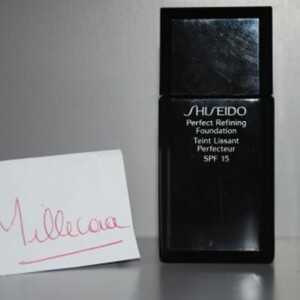 SHISEIDO
Perfect Refining
Foundation
Teint Lissant
Perfecteur
SPF 15
Millecaa